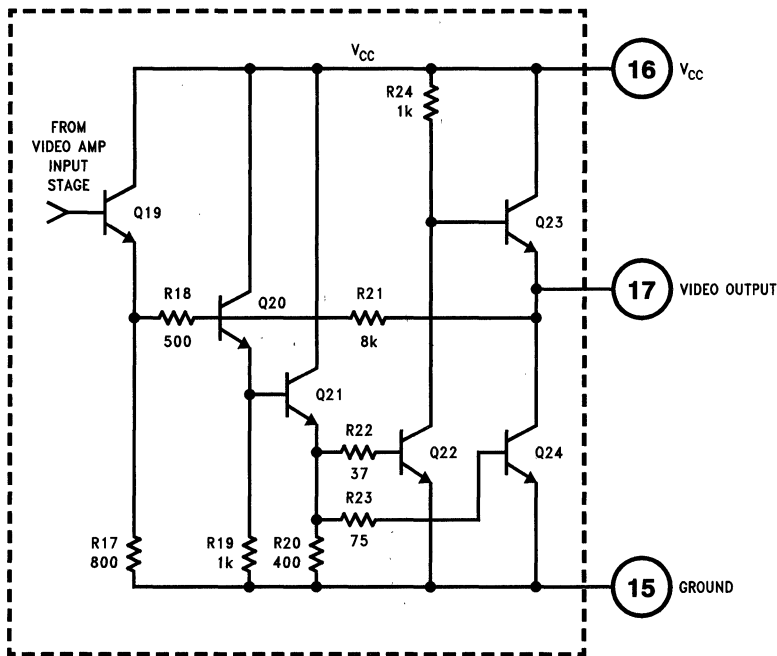 VCC
16
VCC
R24
1k
FROM
VIDEO AMP
INPUT
STAGE
Q19
Q23
17
VIDEO OUTPUT
R18
500
Q20
R21
8k
Q21
R22
37
Q22
Q24
R23
75
R17
800
R19
1k
R20
400
15
GROUND